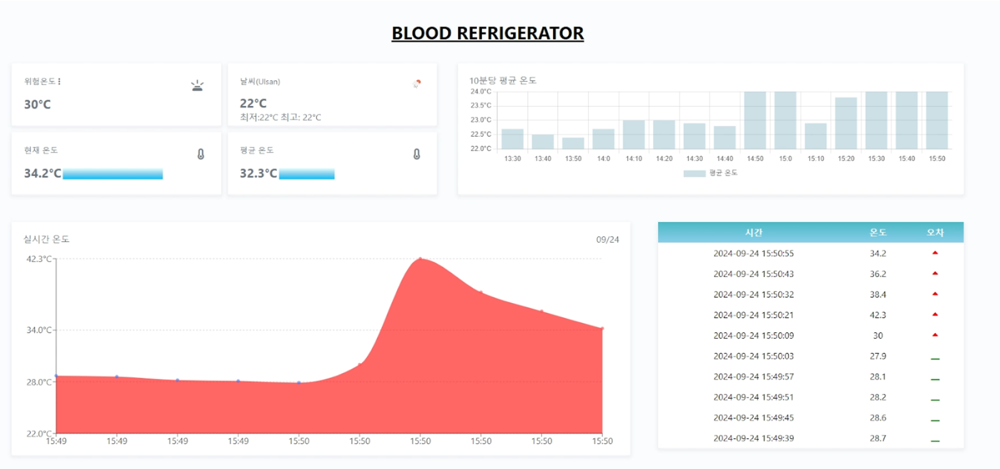 BLOOD REFRIGERATOR
위험온도
30°C
날씨(Ulsan)
22°C
최저:22°C 최고: 22°C
현재 온도
34.2°C
평균 온도
32.3°C
10분당 평균 온도
24.0°C
23.5°C
23.0°C
22.5°C
22.0°C
13:30 13:40 13:50 14:0 14:10 14:20 14:30 14:40 14:50 15:0 15:10 15:20 15:30 15:40 15:50
평균 온도
실시간 온도 09/24
42.3°C
34.0°C
28.0°C
22.0°C
15:49 15:49 15:49 15:49 15:50 15:50 15:50 15:50 15:50 15:50
시간 온도 오차
2024-09-24 15:50:55 34.2
2024-09-24 15:50:43 36.2
2024-09-24 15:50:32 38.4
2024-09-24 15:50:21 42.3
2024-09-24 15:50:09 30
2024-09-24 15:50:03 27.9
2024-09-24 15:49:57 28.1
2024-09-24 15:49:51 28.2
2024-09-24 15:49:45 28.6
2024-09-24 15:49:39 28.7